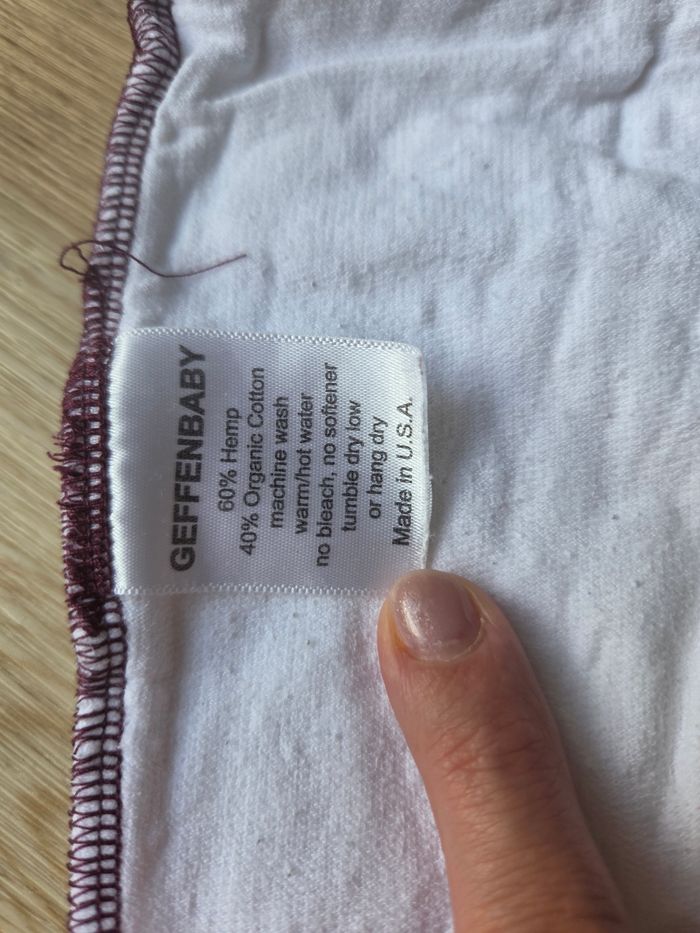 GEFFENBABY
60% Hemp
40% Organic Cotton
machine wash
warm/hot water
no bleach, no softener
tumble dry low
or hang dry
Made in U.S.A.